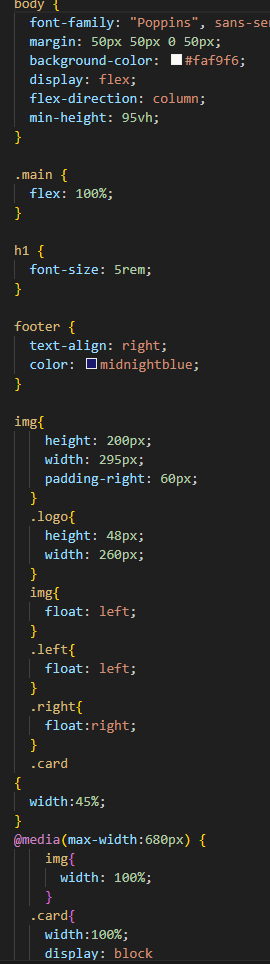 body {
  font-family: "Poppins", sans-se
  margin: 50px 50px 0 50px;
  background-color: #faf9f6;
  display: flex;
  flex-direction: column;
  min-height: 95vh;
}

.main {
  flex: 100%;
}

h1 {
  font-size: 5rem;
}

footer {
  text-align: right;
  color: midnightblue;
}

img{
    height: 200px;
    width: 295px;
    padding-right: 60px;
  }
  .logo{
    height: 48px;
    width: 260px;
  }
  img{
    float: left;
  }
  .left{
    float: left;
  }
  .right{
    float:right;
  }
  .card
{
  width:45%;
}
@media(max-width:680px) {
    img{
      width: 100%;
    }
  .card{
    width:100%;
    display: block